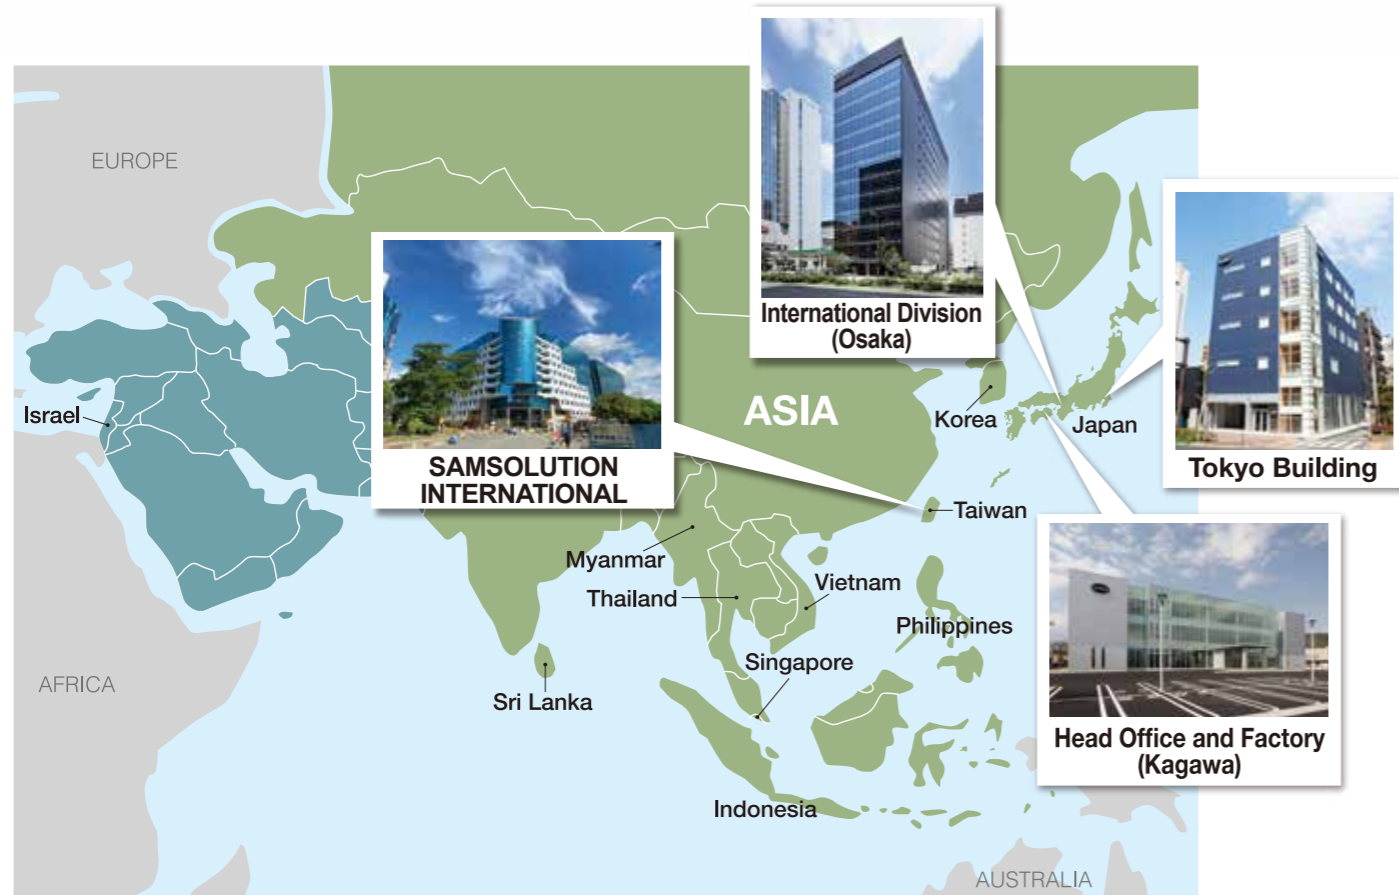 EUROPE
International Division
(Osaka)
Israel
ASIA
Korea
Japan
SAMSOLUTION
INTERNATIONAL
Tokyo Building
Taiwan
Myanmar
Thailand
Vietnam
Philippines
Singapore
AFRICA
Sri Lanka
Head Office and Factory
(Kagawa)
Indonesia
AUSTRALIA